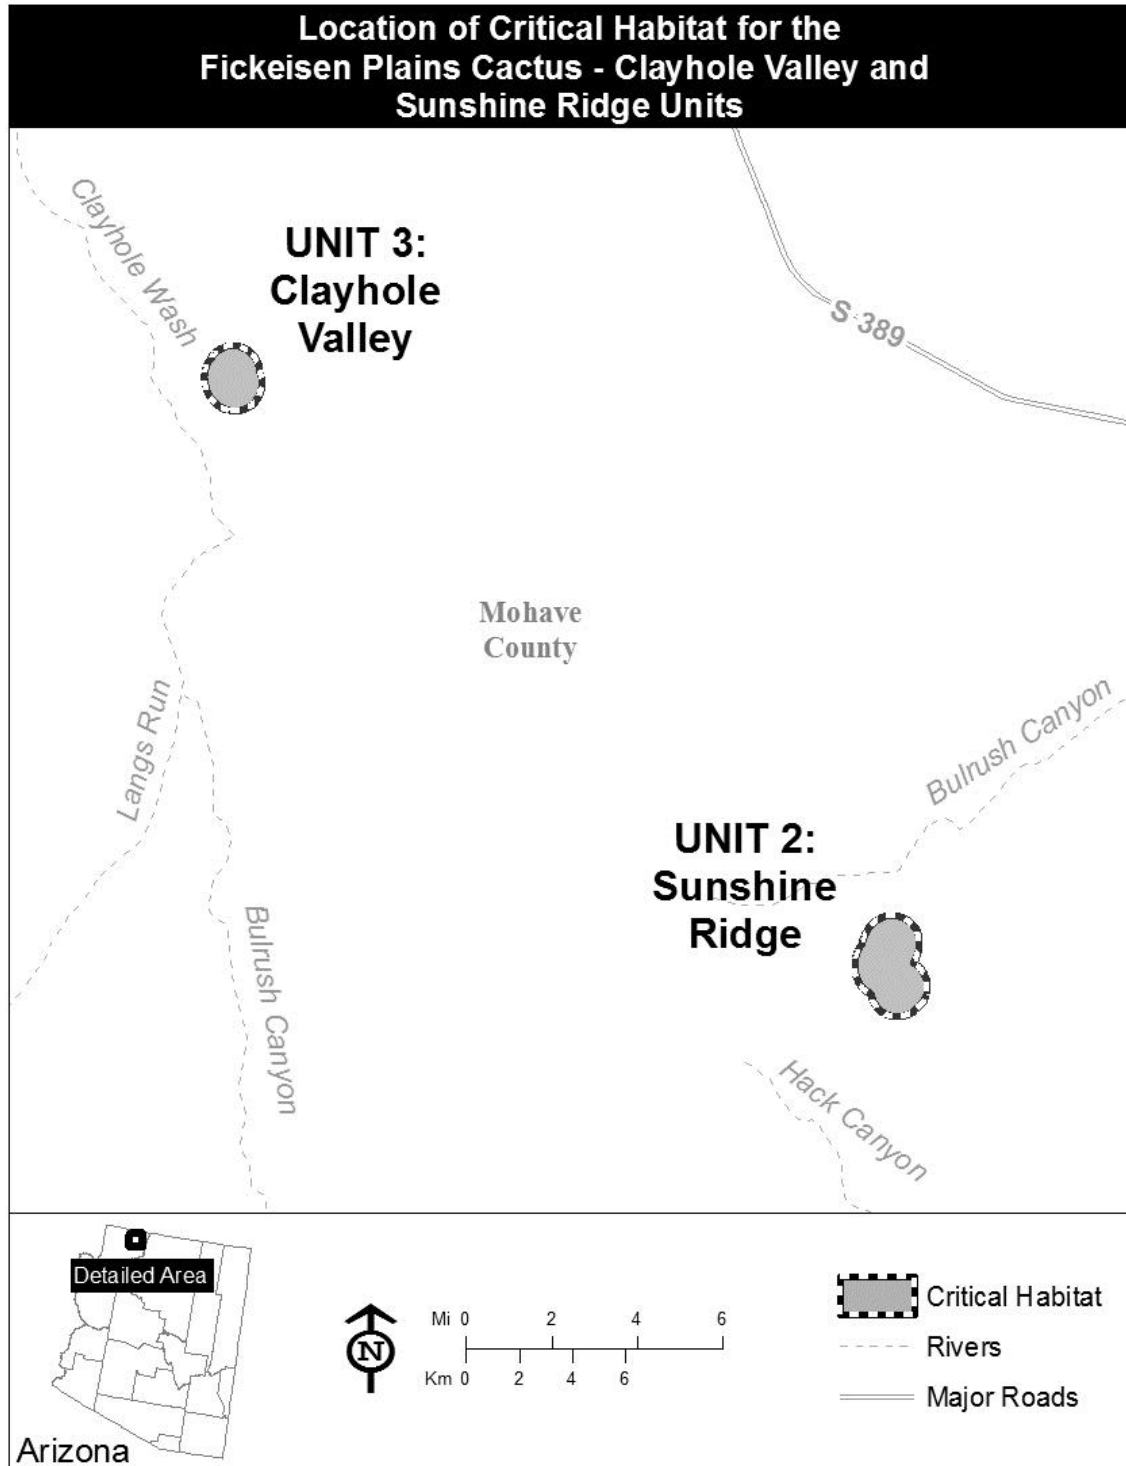 Location of Critical Habitat for the
Fickeisen Plains Cactus - Clayhole Valley and
Sunshine Ridge Units
Clayhole Wash
UNIT 3:
Clayhole
Valley
S 389
Mohave
County
Langs Run
Bulrush Canyon
UNIT 2:
Sunshine
Ridge
Bulrush Canyon
Hack Canyon
Detailed Area
Arizona
N
Mi 0 2 4 6
Km 0 2 4 6
Critical Habitat
Rivers
Major Roads